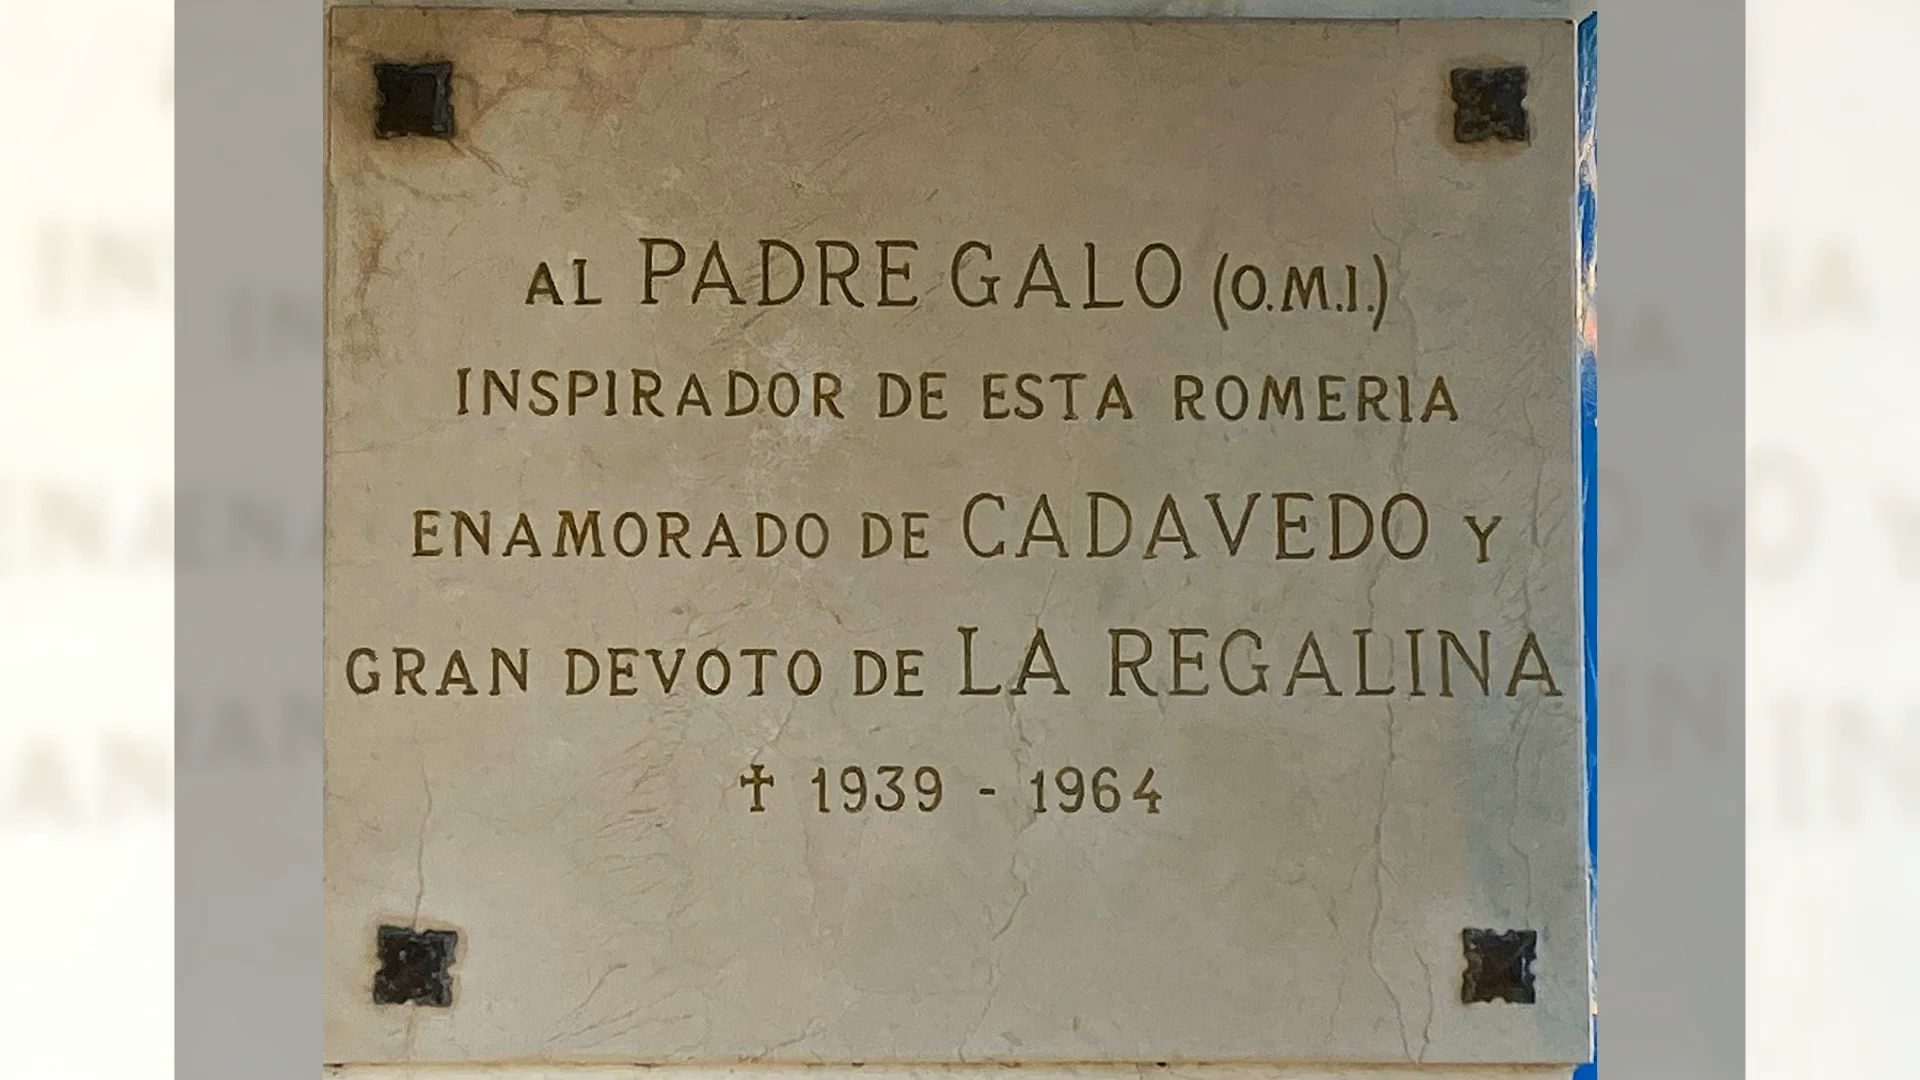 AL PADRE GALO (O.M.I.)
INSPIRADOR DE ESTA ROMERIA
ENAMORADO DE CADAVEDO Y
GRAN DEVOTO DE LA REGALINA
✝ 1939 - 1964